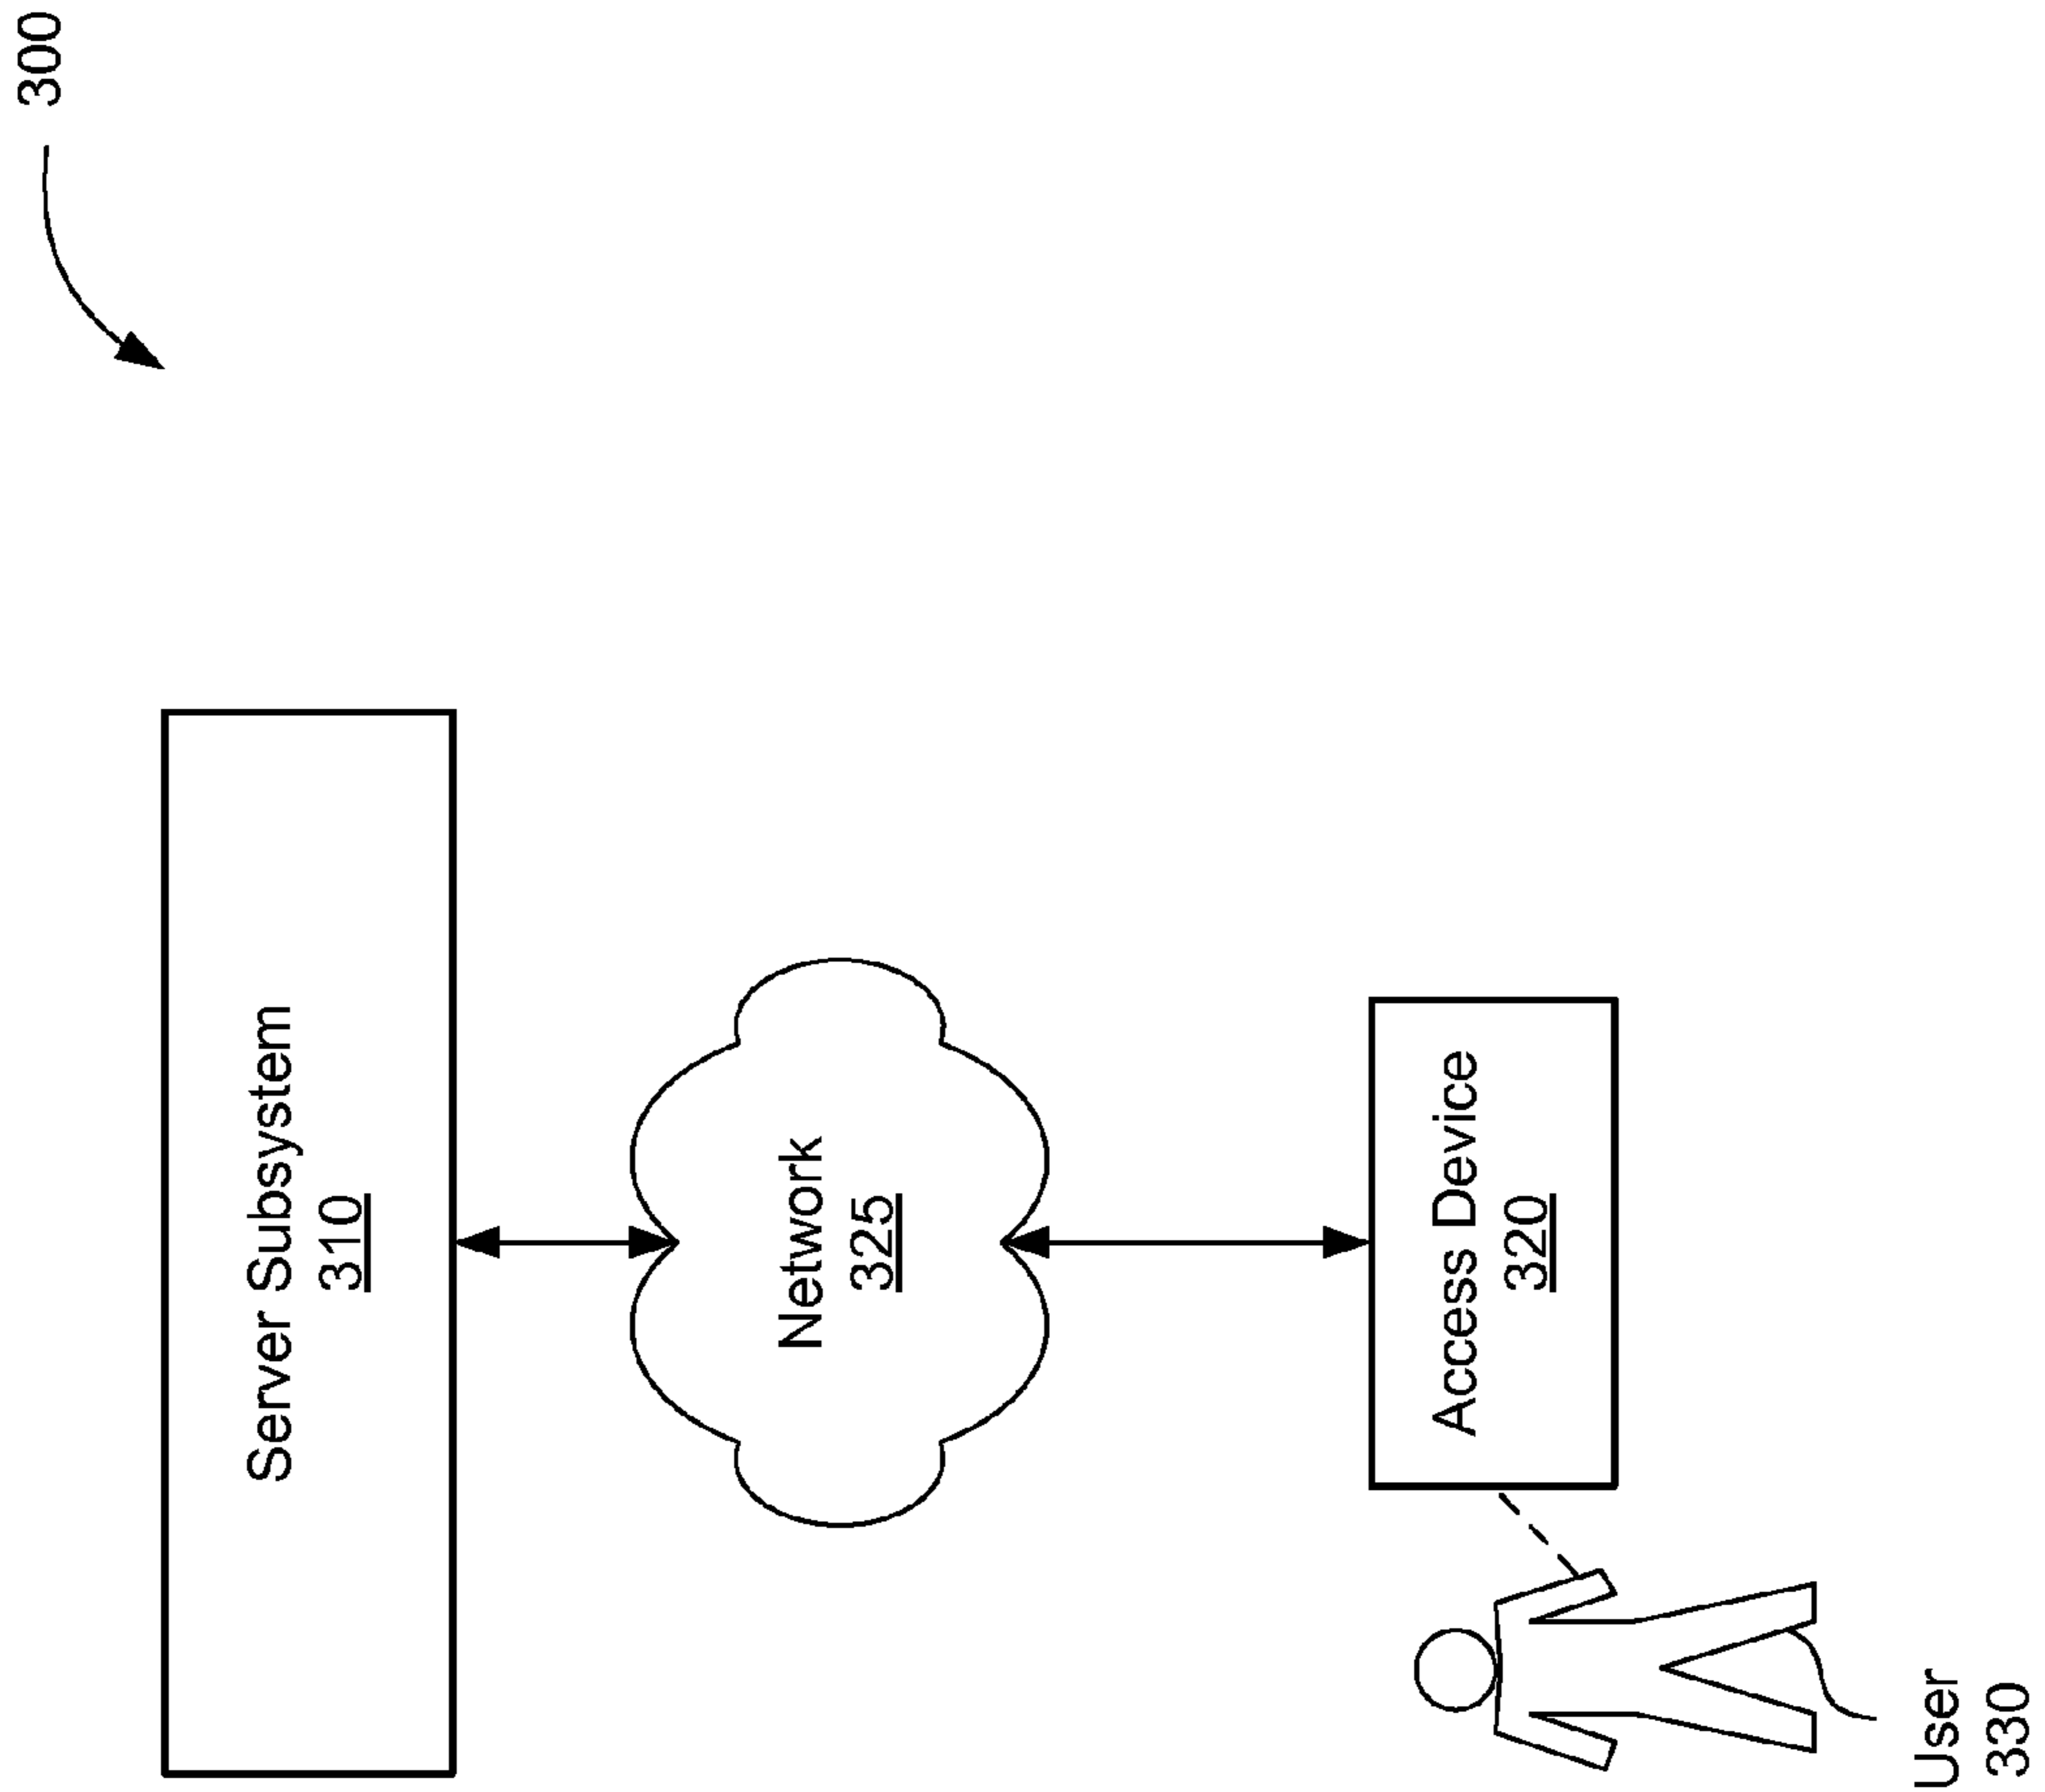 300
Server Subsystem
310
Network
325
Access Device
320
User
330